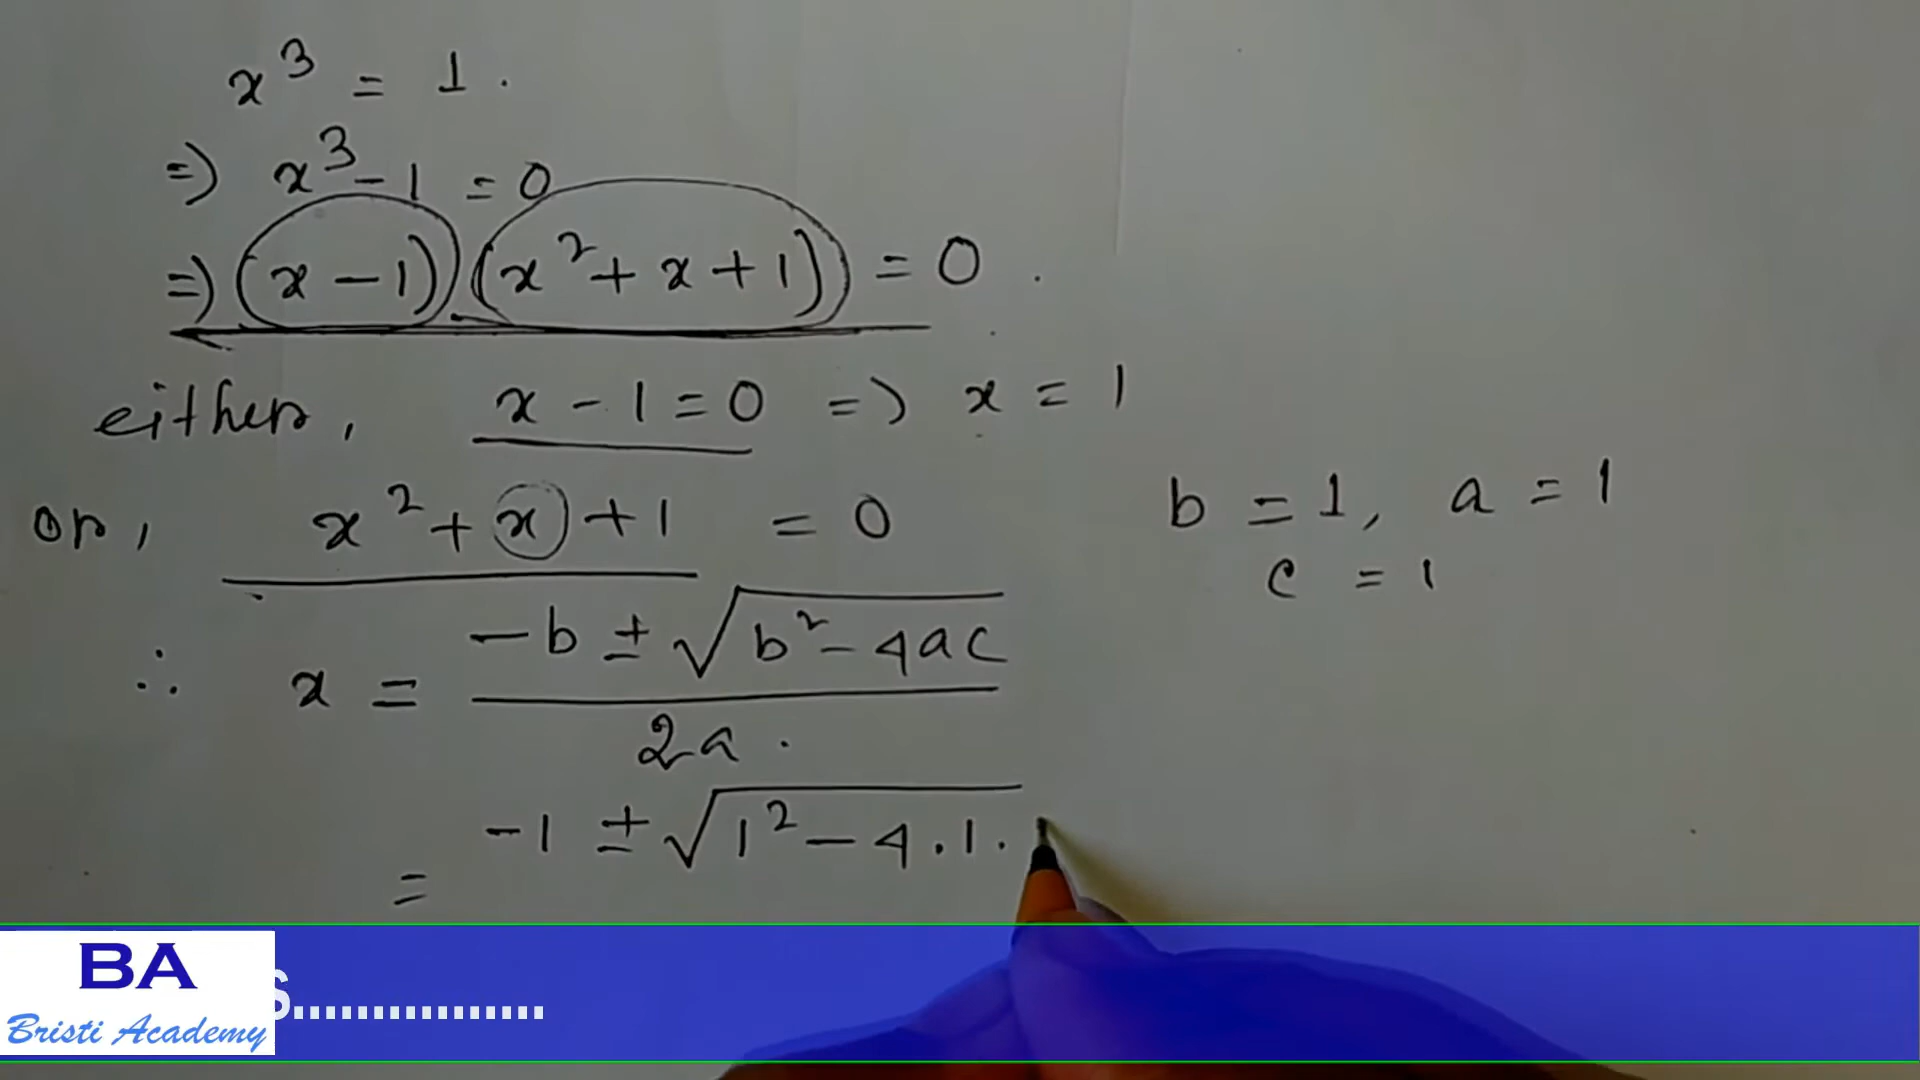 x³ = 1.
=> x³ - 1 = 0
=> (x - 1) (x² + x + 1) = 0.
either, x - 1 = 0 => x = 1
or, x² + x + 1 = 0
b = 1, a = 1
c = 1
∴ x = (-b ± √(b² - 4ac)) / 2a.
= -1 ± √(1² - 4.1.
BA
Bristi Academy
s................